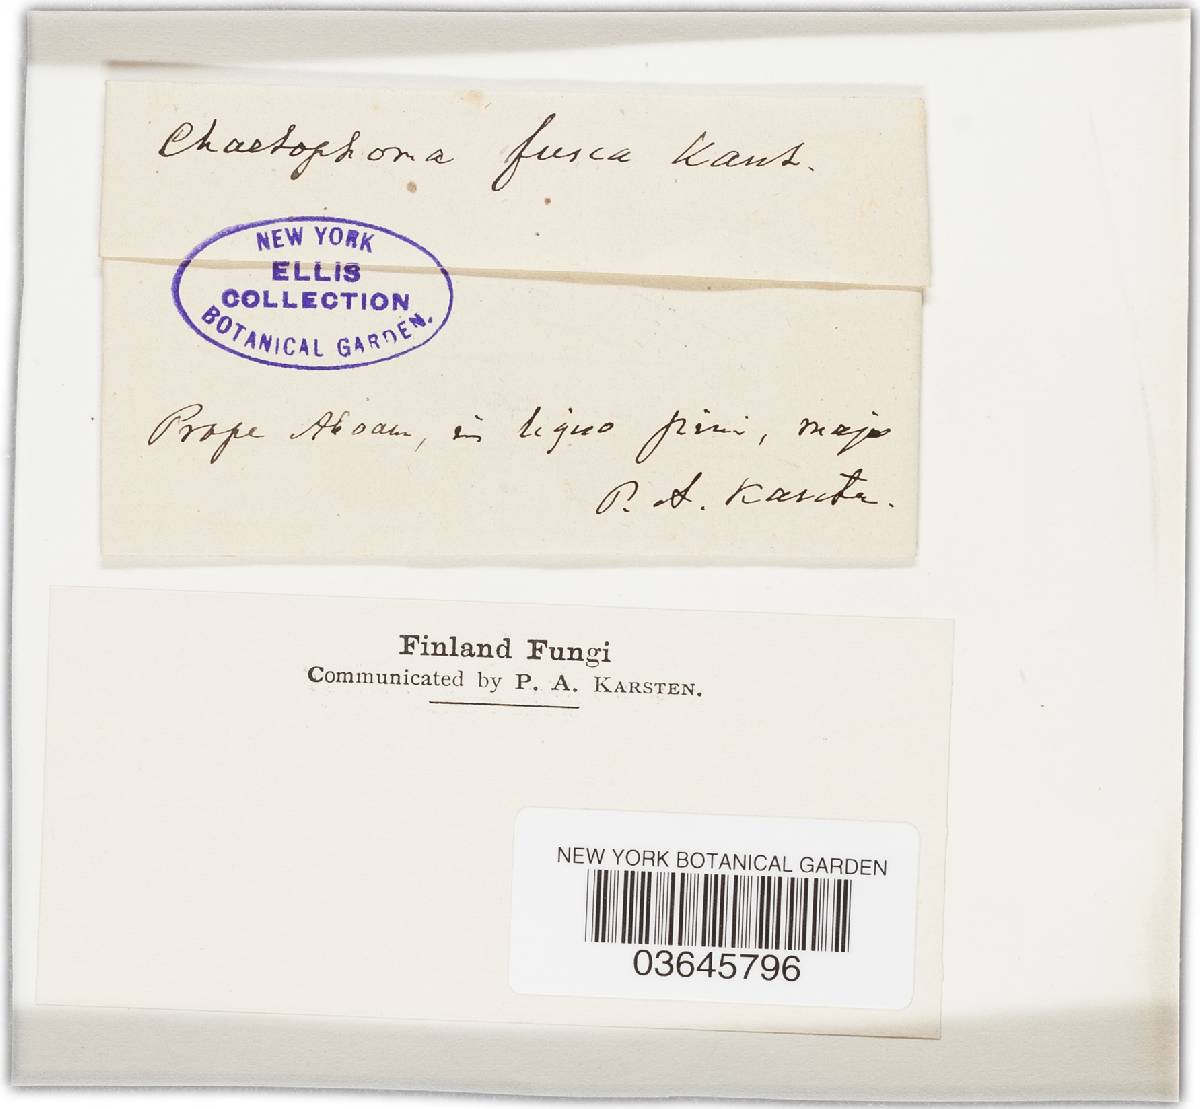 Chaetophoma fusca Karst.
NEW YORK
ELLIS
COLLECTION
BOTANICAL GARDEN.
Prope Aboam, in ligno pini, majo
P. A. Karsten.
Finland Fungi
Communicated by P. A. KARSTEN.
NEW YORK BOTANICAL GARDEN
03645796